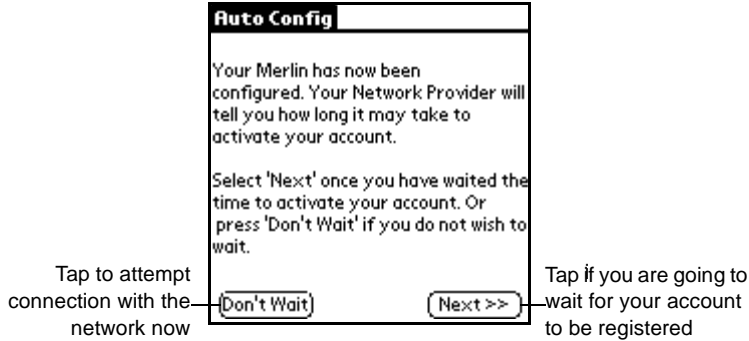 Auto Config
Your Merlin has now been
configured. Your Network Provider will
tell you how long it may take to
activate your account.
Select 'Next' once you have waited the
time to activate your account. Or
press 'Don't Wait' if you do not wish to
wait.
Don't Wait
Next >>
Tap to attempt
connection with the
network now
Tap if you are going to
wait for your account
to be registered